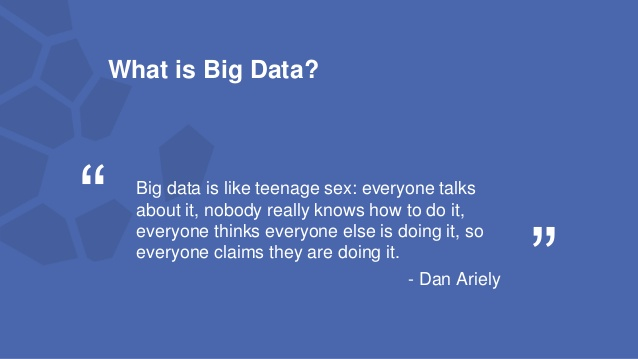 What is Big Data?
“
Big data is like teenage sex: everyone talks
about it, nobody really knows how to do it,
everyone thinks everyone else is doing it, so
everyone claims they are doing it.
”
- Dan Ariely